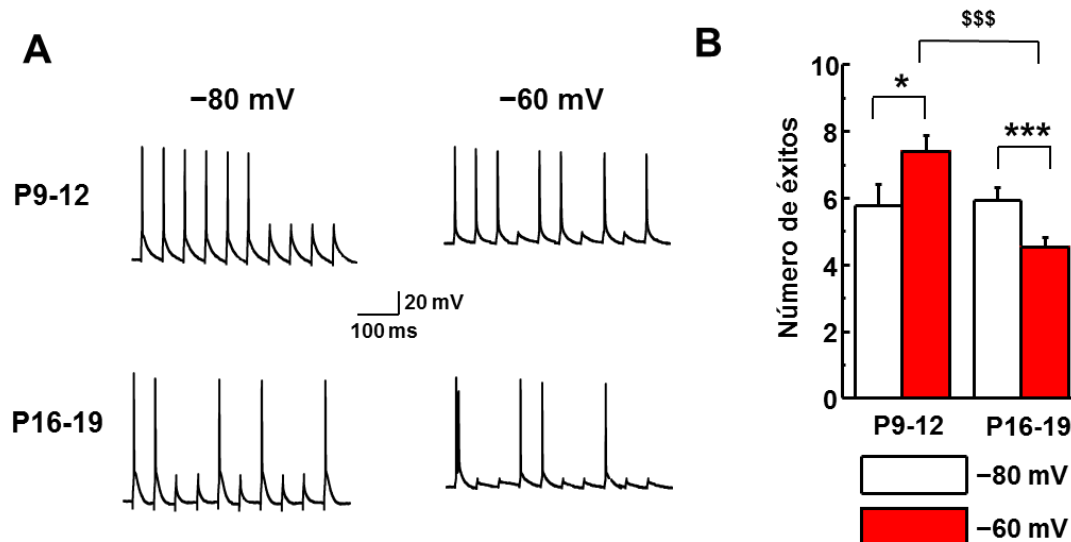 A
−80 mV
−60 mV
P9-12
20 mV
100 ms
P16-19
B
$$$
*
***
Número de éxitos
10
8
6
4
2
0
P9-12
P16-19
−80 mV
−60 mV